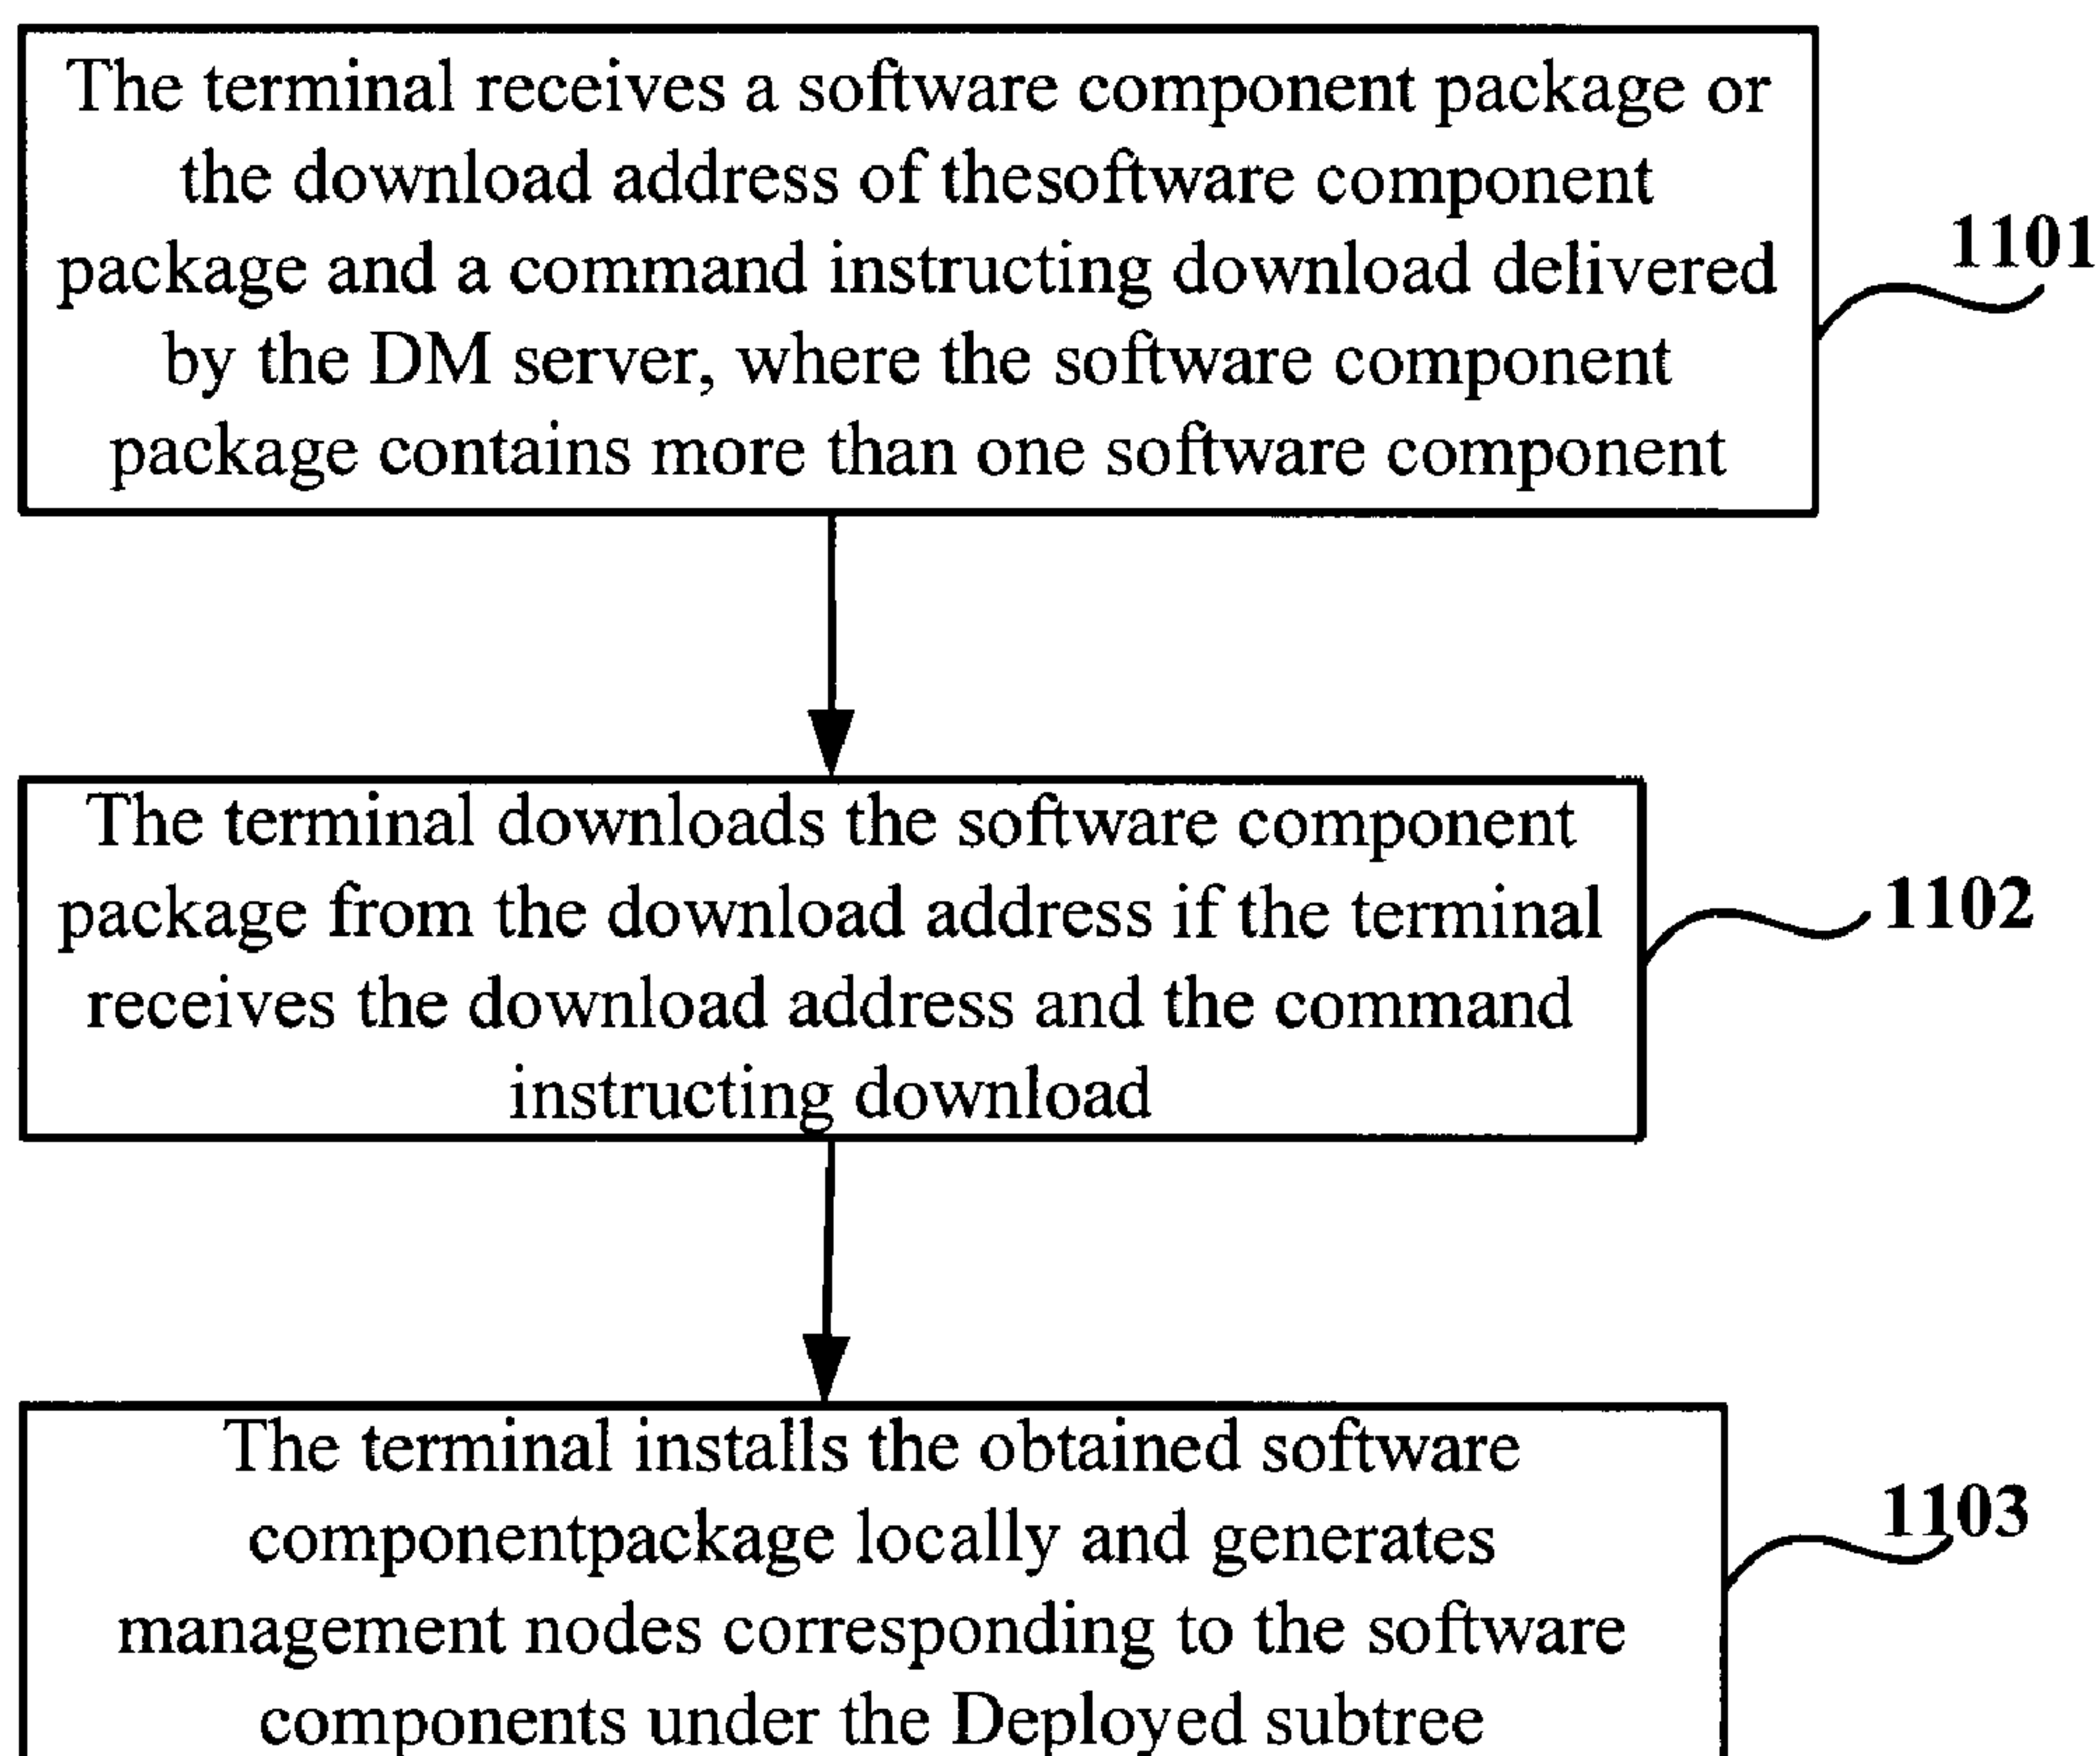 The terminal receives a software component package or
the download address of thesoftware component
package and a command instructing download delivered
by the DM server, where the software component
package contains more than one software component
1101
The terminal downloads the software component
package from the download address if the terminal
receives the download address and the command
instructing download
1102
The terminal installs the obtained software
componentpackage locally and generates
management nodes corresponding to the software
components under the Deployed subtree
1103